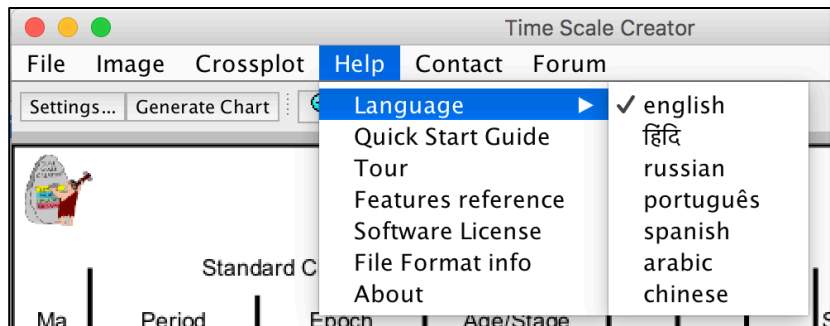 Time Scale Creator
File Image Crossplot Help Contact Forum
Settings... Generate Chart
Language
Quick Start Guide
Tour
Features reference
Software License
File Format info
About
english
हिंदि
russian
português
spanish
arabic
chinese
Standard C
Ma Period Epoch Age/Stage